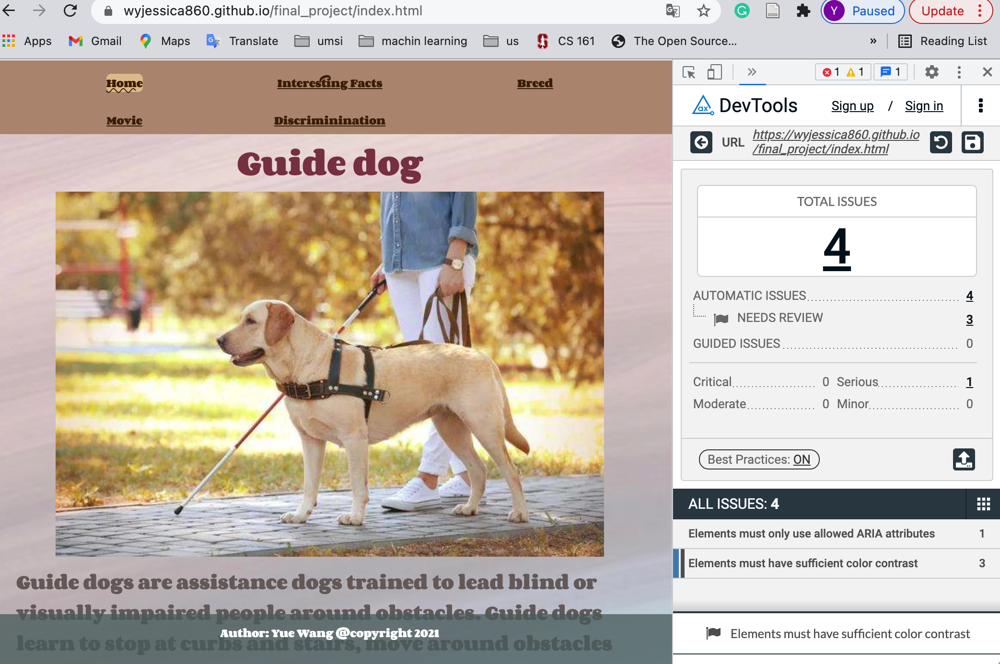 wyjessica860.github.io/final_project/index.html
Y Paused Update
Apps Gmail Maps Translate umsi machin learning us CS 161 The Open Source... » Reading List
Home Interesting Facts Breed
Movie Discriminination
Guide dog
Guide dogs are assistance dogs trained to lead blind or
visually impaired people around obstacles. Guide dogs
learn to stop at curbs and stairs, move around obstacles
Author: Yue Wang @copyright 2021
» 1 1 1
ax DevTools Sign up / Sign in
URL https://wyjessica860.github.io
/final_project/index.html
TOTAL ISSUES
4
AUTOMATIC ISSUES 4
NEEDS REVIEW 3
GUIDED ISSUES 0
Critical 0 Serious 1
Moderate 0 Minor 0
Best Practices: ON
ALL ISSUES: 4
Elements must only use allowed ARIA attributes 1
Elements must have sufficient color contrast 3
Elements must have sufficient color contrast